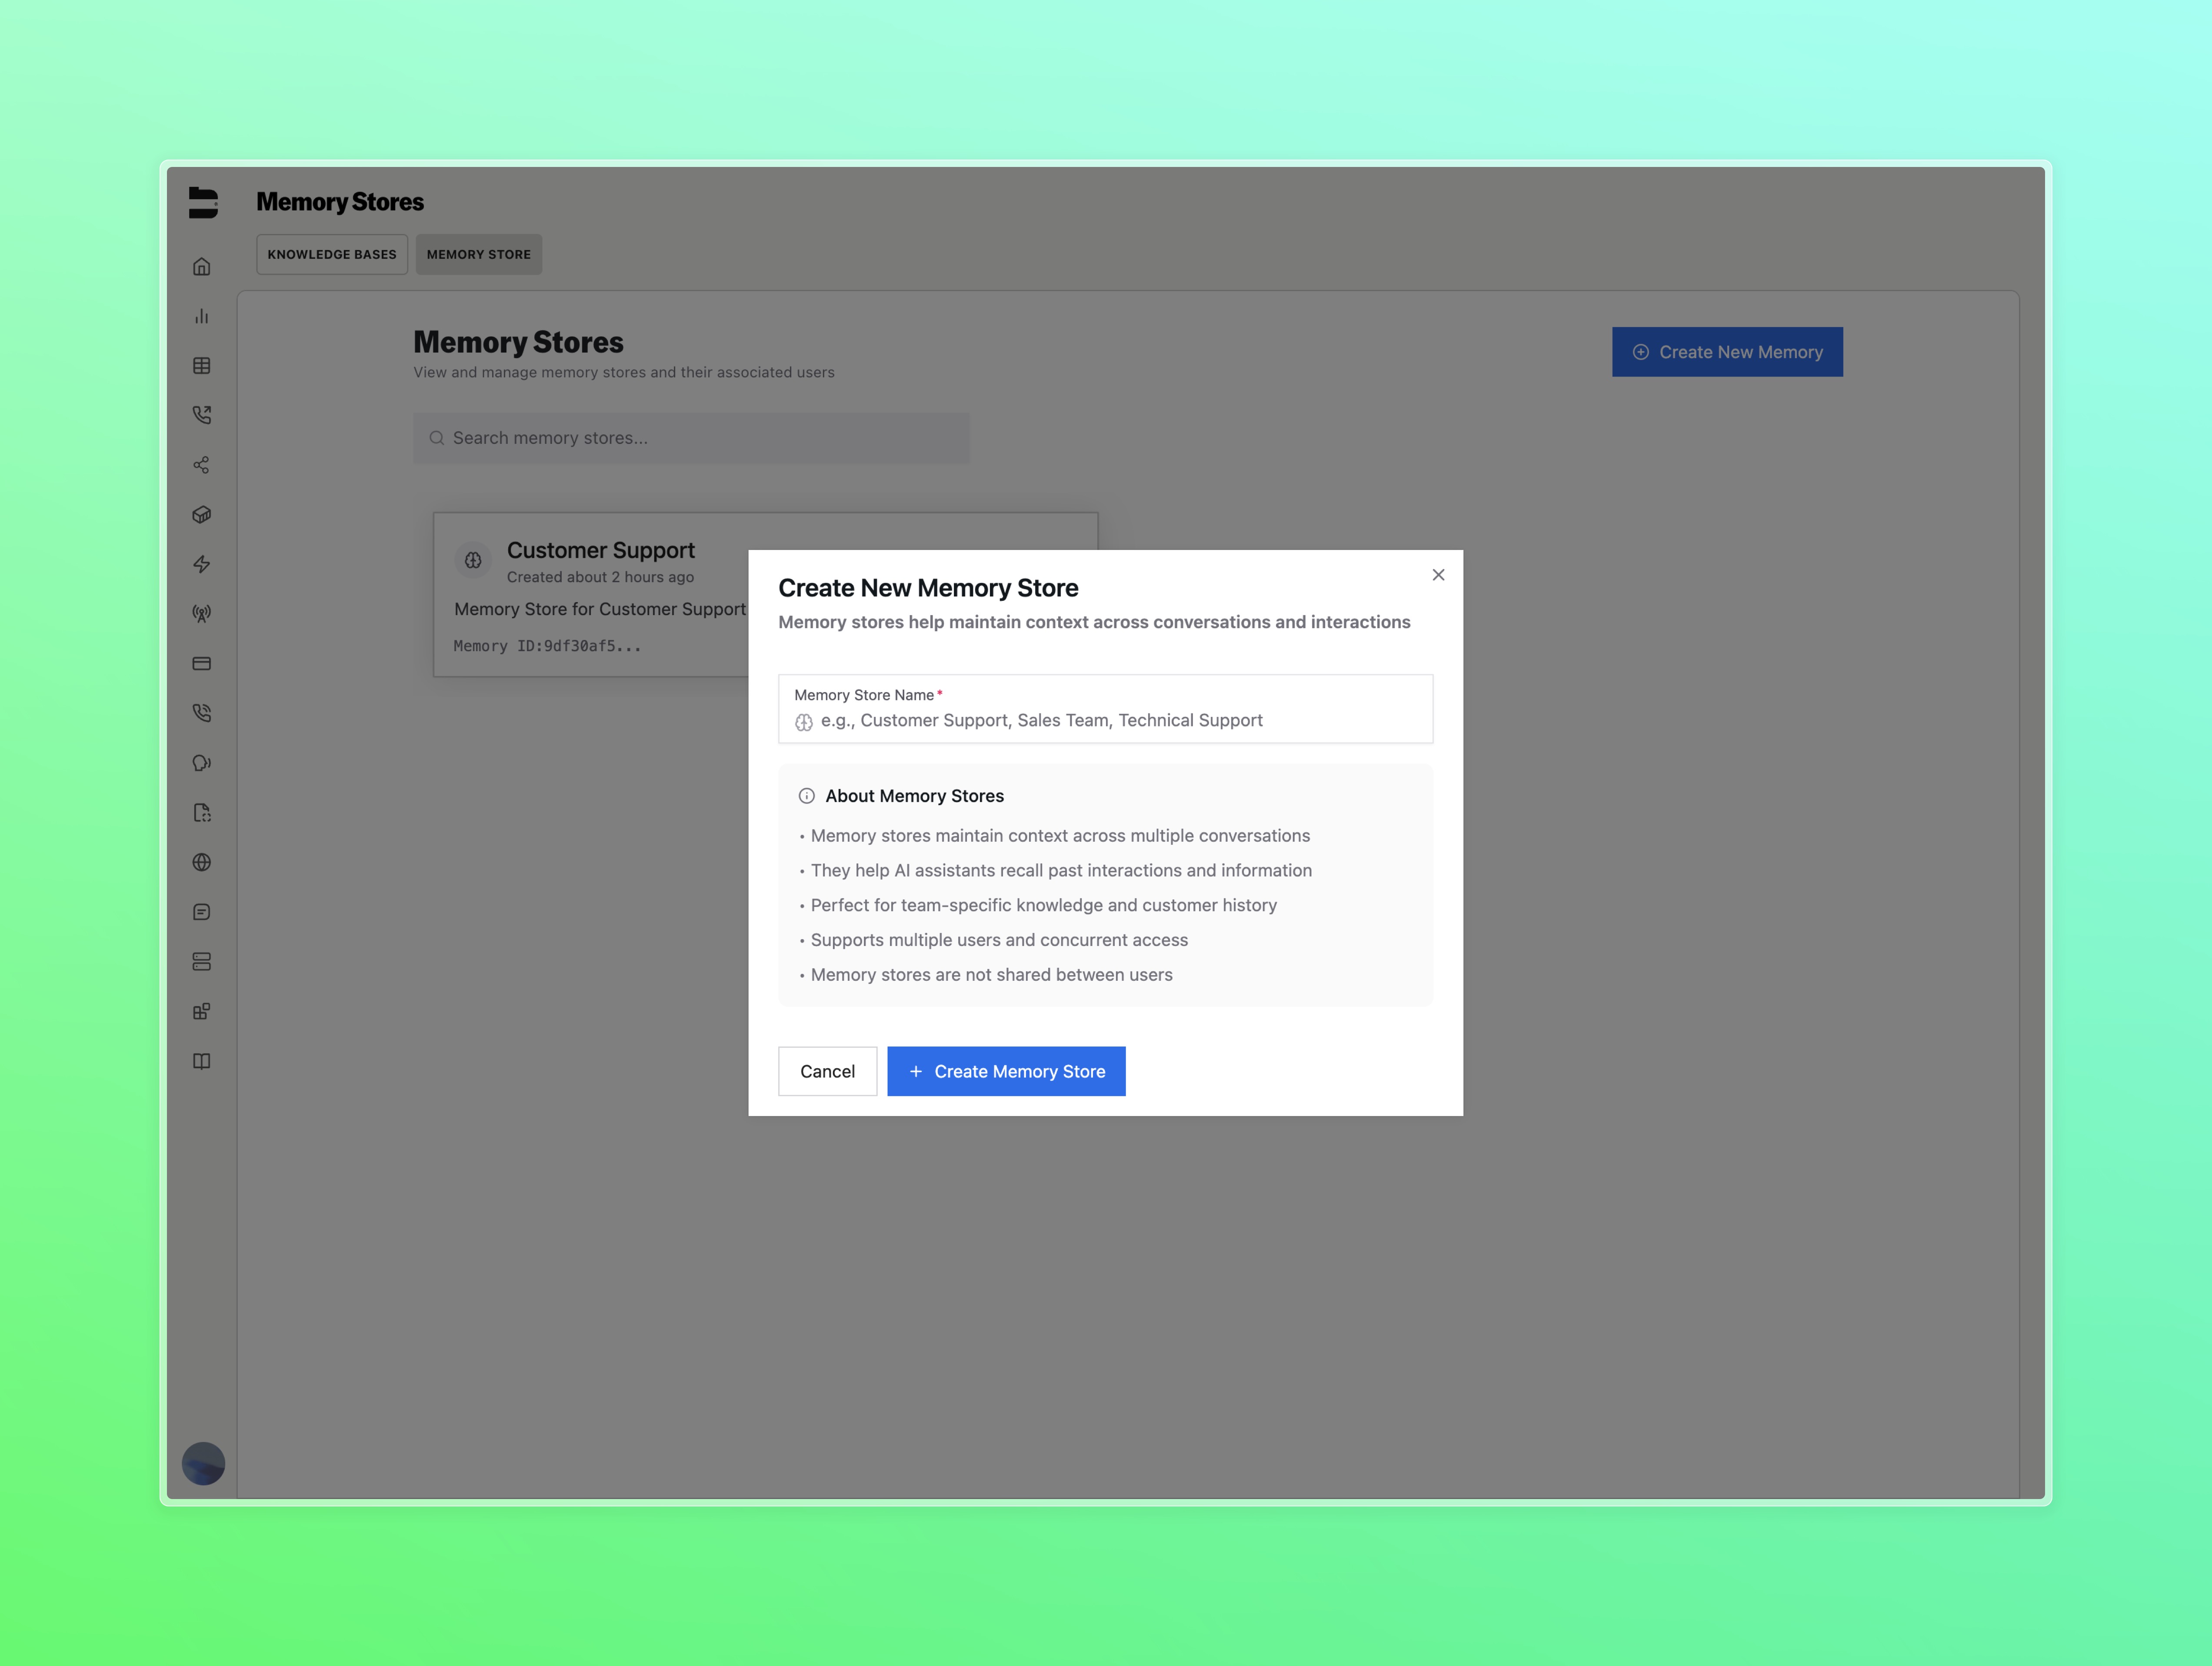 Memory Stores
KNOWLEDGE BASES
MEMORY STORE
Memory Stores
View and manage memory stores and their associated users
Create New Memory
Search memory stores...
Customer Support
Created about 2 hours ago
Memory Store for Customer Support
Memory ID:9df30af5...
Create New Memory Store
Memory stores help maintain context across conversations and interactions
Memory Store Name*
e.g., Customer Support, Sales Team, Technical Support
About Memory Stores
• Memory stores maintain context across multiple conversations
• They help AI assistants recall past interactions and information
• Perfect for team-specific knowledge and customer history
• Supports multiple users and concurrent access
• Memory stores are not shared between users
Cancel
+ Create Memory Store